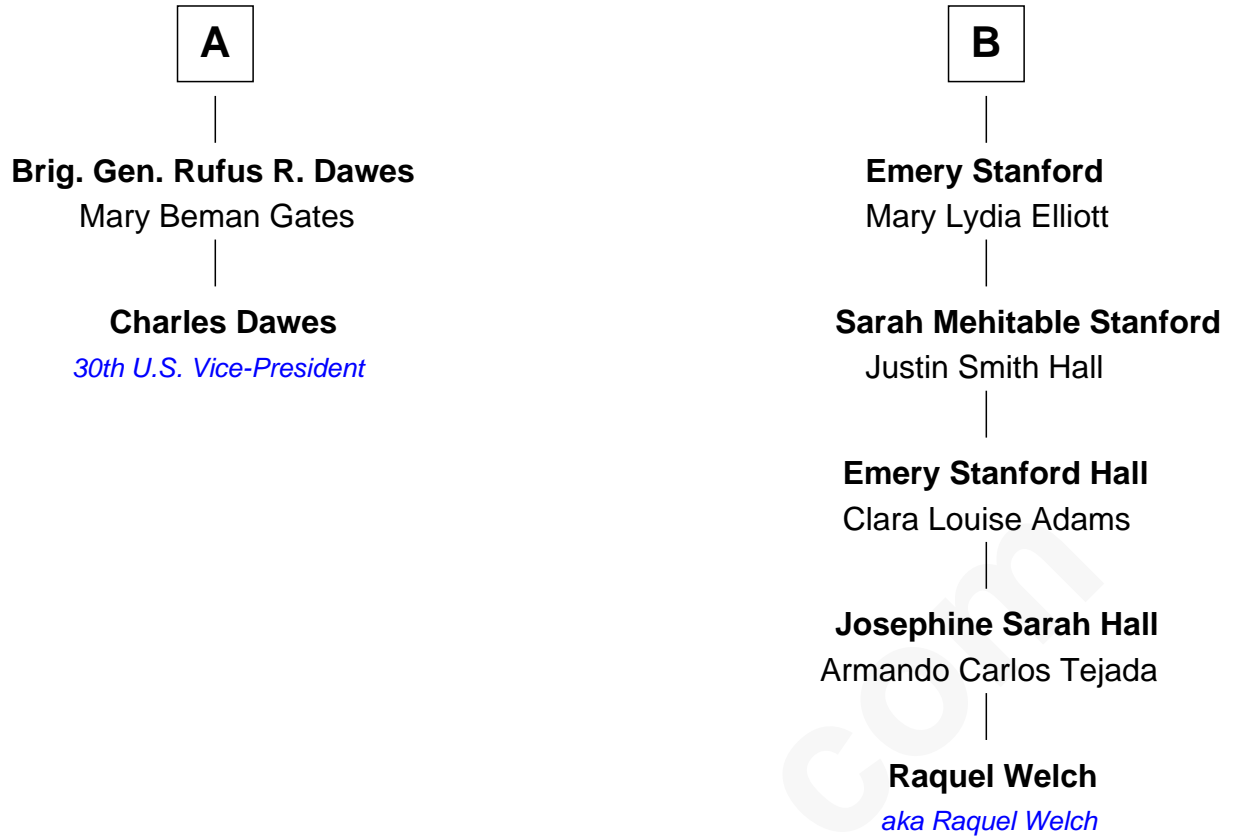 A
Brig. Gen. Rufus R. Dawes
Mary Beman Gates
Charles Dawes
30th U.S. Vice-President
B
Emery Stanford
Mary Lydia Elliott
Sarah Mehitable Stanford
Justin Smith Hall
Emery Stanford Hall
Clara Louise Adams
Josephine Sarah Hall
Armando Carlos Tejada
Raquel Welch
aka Raquel Welch
com